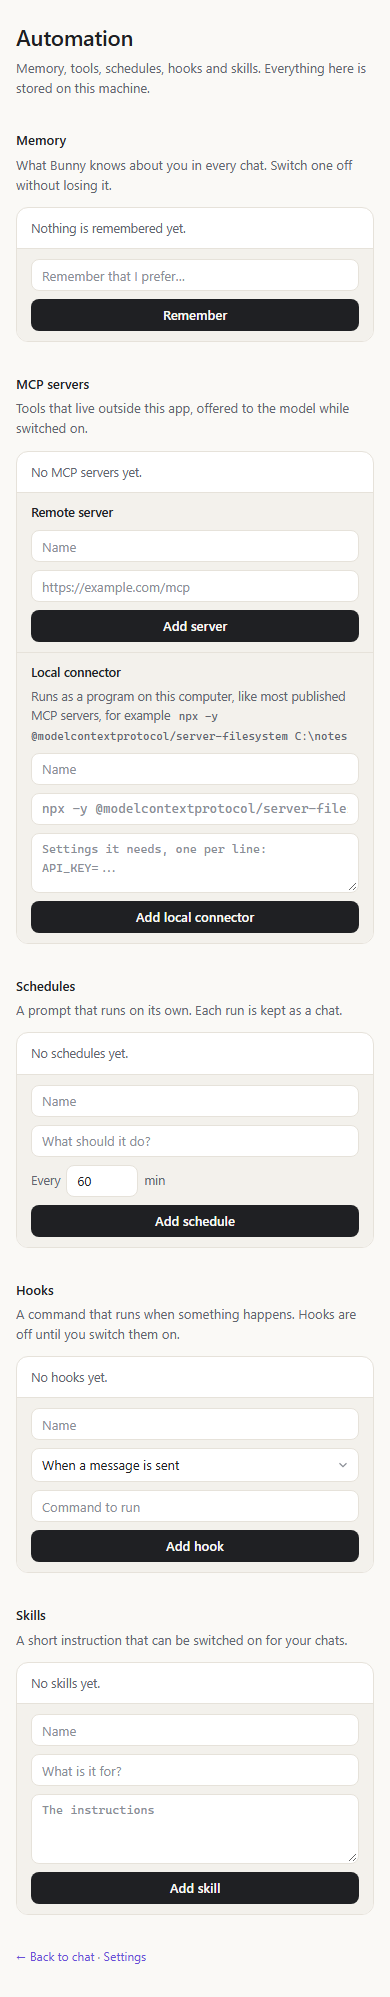 Automation
Memory, tools, schedules, hooks and skills. Everything here is
stored on this machine.
Memory
What Bunny knows about you in every chat. Switch one off
without losing it.
Nothing is remembered yet.
Remember that I prefer...
Remember
MCP servers
Tools that live outside this app, offered to the model while
switched on.
No MCP servers yet.
Remote server
Name
https://example.com/mcp
Add server
Local connector
Runs as a program on this computer, like most published
MCP servers, for example npx -y
@modelcontextprotocol/server-filesystem C:\notes
Name
npx -y @modelcontextprotocol/server-file
Settings it needs, one per line:
API_KEY=...
Add local connector
Schedules
A prompt that runs on its own. Each run is kept as a chat.
No schedules yet.
Name
What should it do?
Every 60 min
Add schedule
Hooks
A command that runs when something happens. Hooks are
off until you switch them on.
No hooks yet.
Name
When a message is sent
Command to run
Add hook
Skills
A short instruction that can be switched on for your chats.
No skills yet.
Name
What is it for?
The instructions
Add skill
← Back to chat · Settings